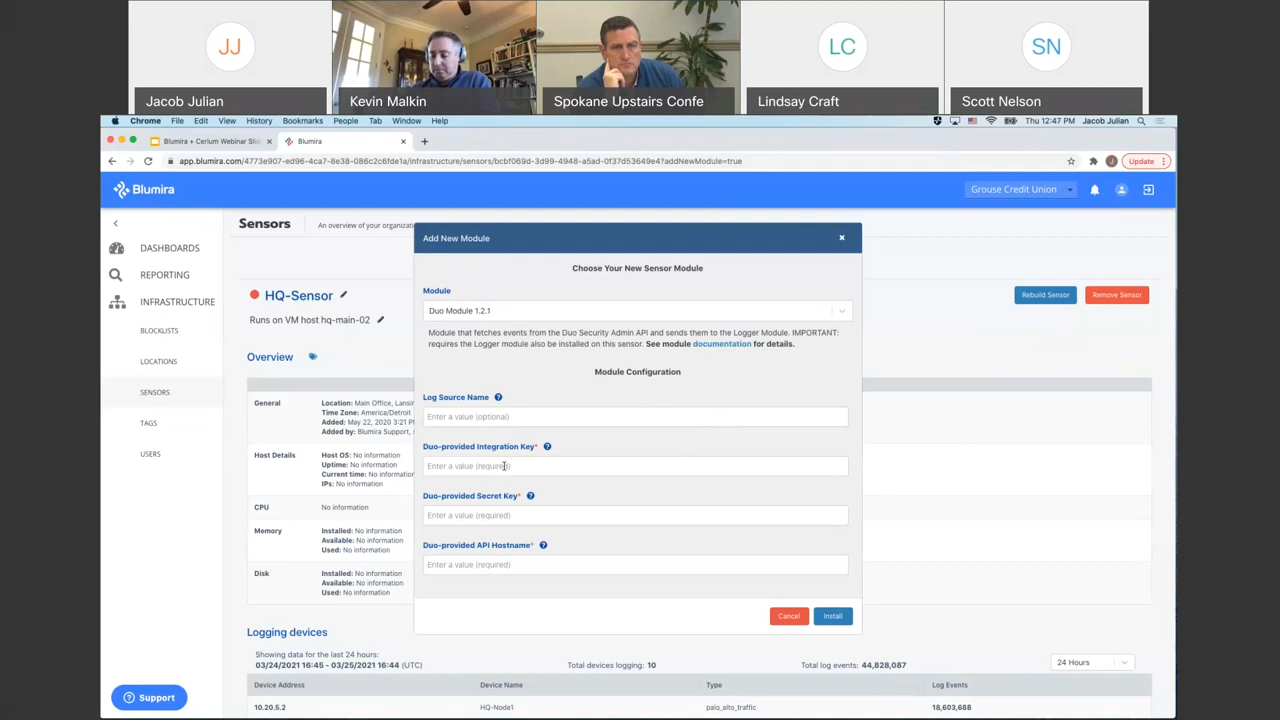 JJ
LC
SN
Jacob Julian
Kevin Malkin
Spokane Upstairs Confe
Lindsay Craft
Scott Nelson
Chrome File Edit View History Bookmarks People Tab Window Help
Thu 12:47 PM Jacob Julian
Blumira + Cerium Webinar Slid
Blumira
app.blumira.com/4773e907-ed96-4ca7-8e38-086c2c6fde1a/infrastructure/sensors/bcbf069d-3d99-4948-a5ad-0f37d53649e4?addNewModule=true
J
Update
Blumira
Grouse Credit Union
Sensors
An overview of your organizatio
DASHBOARDS
REPORTING
INFRASTRUCTURE
BLOCKLISTS
LOCATIONS
SENSORS
TAGS
USERS
Support
HQ-Sensor
Runs on VM host hq-main-02
Rebuild Sensor
Remove Sensor
Overview
General
Location: Main Office, Lansin
Time Zone: America/Detroit
Added: May 22, 2020 3:21 P
Added by: Blumira Support, s
Host Details
Host OS: No information
Uptime: No information
Current time: No information
IPs: No information
CPU
No information
Memory
Installed: No information
Available: No information
Used: No information
Disk
Installed: No information
Available: No information
Used: No information
Add New Module
Choose Your New Sensor Module
Module
Duo Module 1.2.1
Module that fetches events from the Duo Security Admin API and sends them to the Logger Module. IMPORTANT:
requires the Logger module also be installed on this sensor. See module documentation for details.
Module Configuration
Log Source Name
Enter a value (optional)
Duo-provided Integration Key*
Enter a value (required)
Duo-provided Secret Key*
Enter a value (required)
Duo-provided API Hostname*
Enter a value (required)
Cancel
Install
Logging devices
Showing data for the last 24 hours:
03/24/2021 16:45 - 03/25/2021 16:44 (UTC)
Total devices logging: 10
Total log events: 44,828,087
24 Hours
Device Address
Device Name
Type
Log Events
10.20.5.2
HQ-Node1
palo_alto_traffic
18,603,688